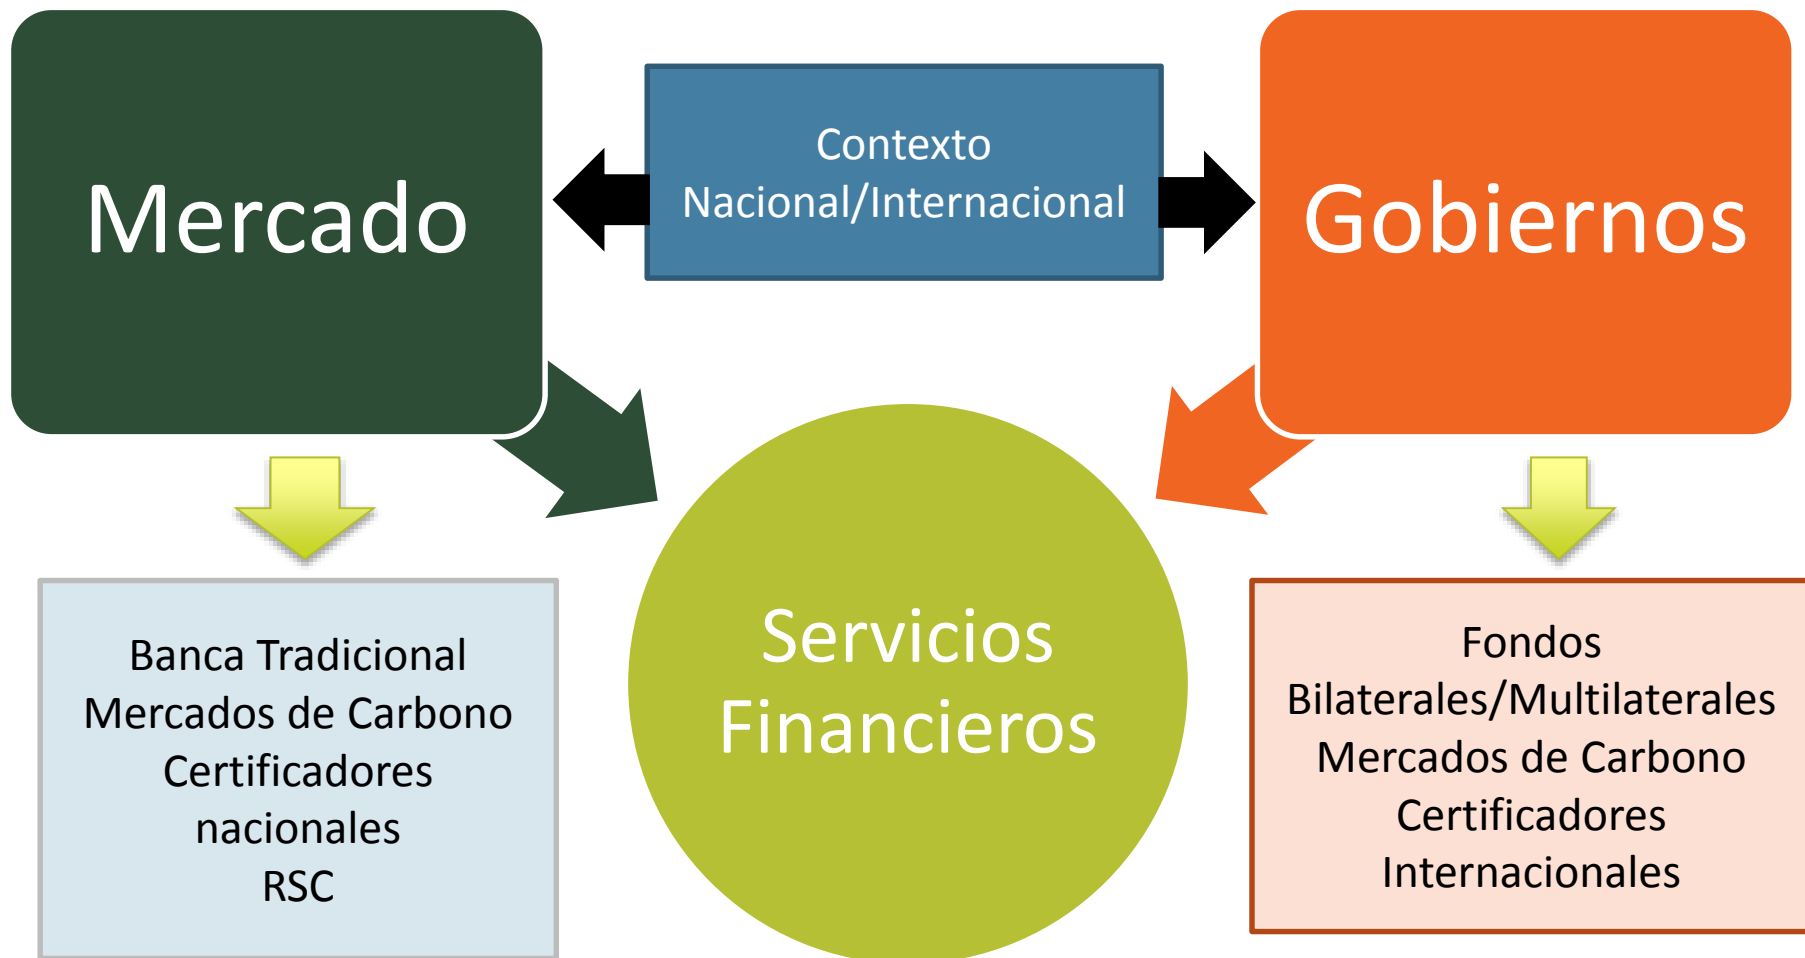 Mercado
Contexto
Nacional/Internacional
Gobiernos
Servicios
Financieros
Banca Tradicional
Mercados de Carbono
Certificadores
nacionales
RSC
Fondos
Bilaterales/Multilaterales
Mercados de Carbono
Certificadores
Internacionales